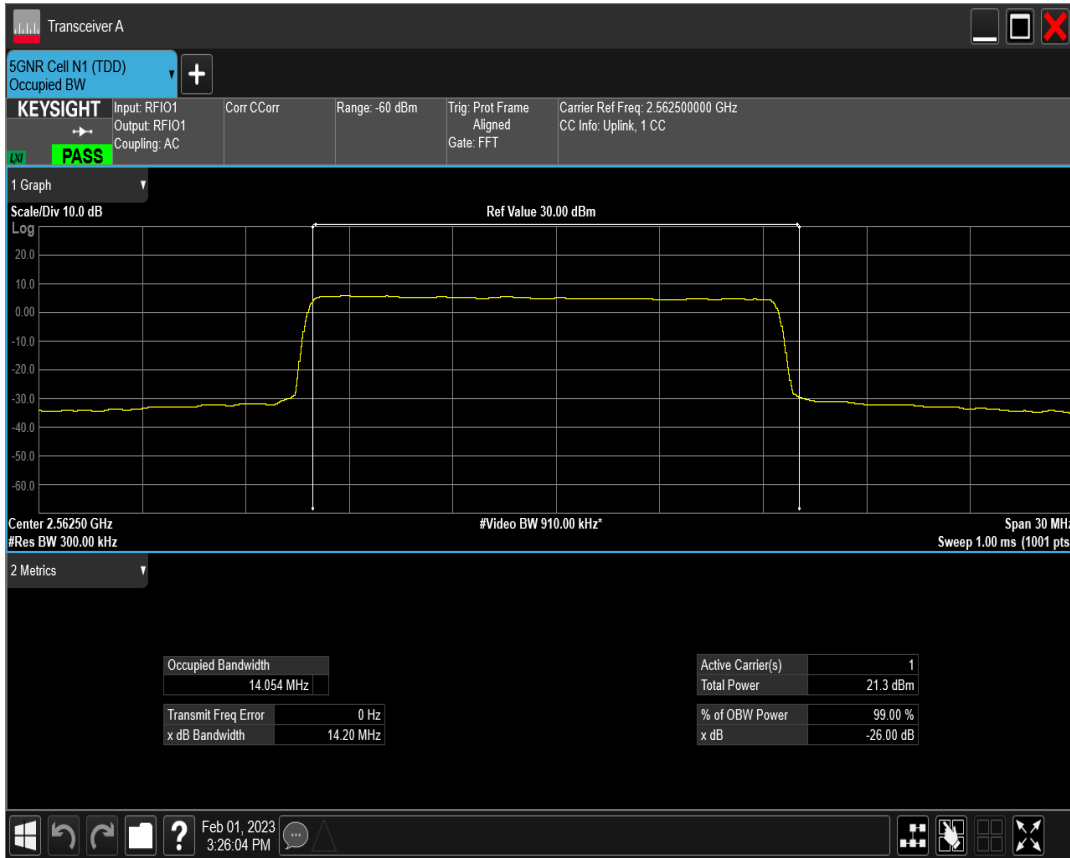 Transceiver A
5GNR Cell N1 (TDD)
Occupied BW
KEYSIGHT
LXI
PASS
Input: RFIO1
Output: RFIO1
Coupling: AC
Corr CCorr
Range: -60 dBm
Trig: Prot Frame
Aligned
Gate: FFT
Carrier Ref Freq: 2.562500000 GHz
CC Info: Uplink, 1 CC
1 Graph
Scale/Div 10.0 dB
Ref Value 30.00 dBm
Log
20.0
10.0
0.00
-10.0
-20.0
-30.0
-40.0
-50.0
-60.0
Center 2.56250 GHz
#Video BW 910.00 kHz*
Span 30 MHz
#Res BW 300.00 kHz
Sweep 1.00 ms (1001 pts
2 Metrics
Occupied Bandwidth
14.054 MHz
Transmit Freq Error 0 Hz
x dB Bandwidth 14.20 MHz
Active Carrier(s) 1
Total Power 21.3 dBm
% of OBW Power 99.00 %
x dB -26.00 dB
? Feb 01, 2023
3:26:04 PM